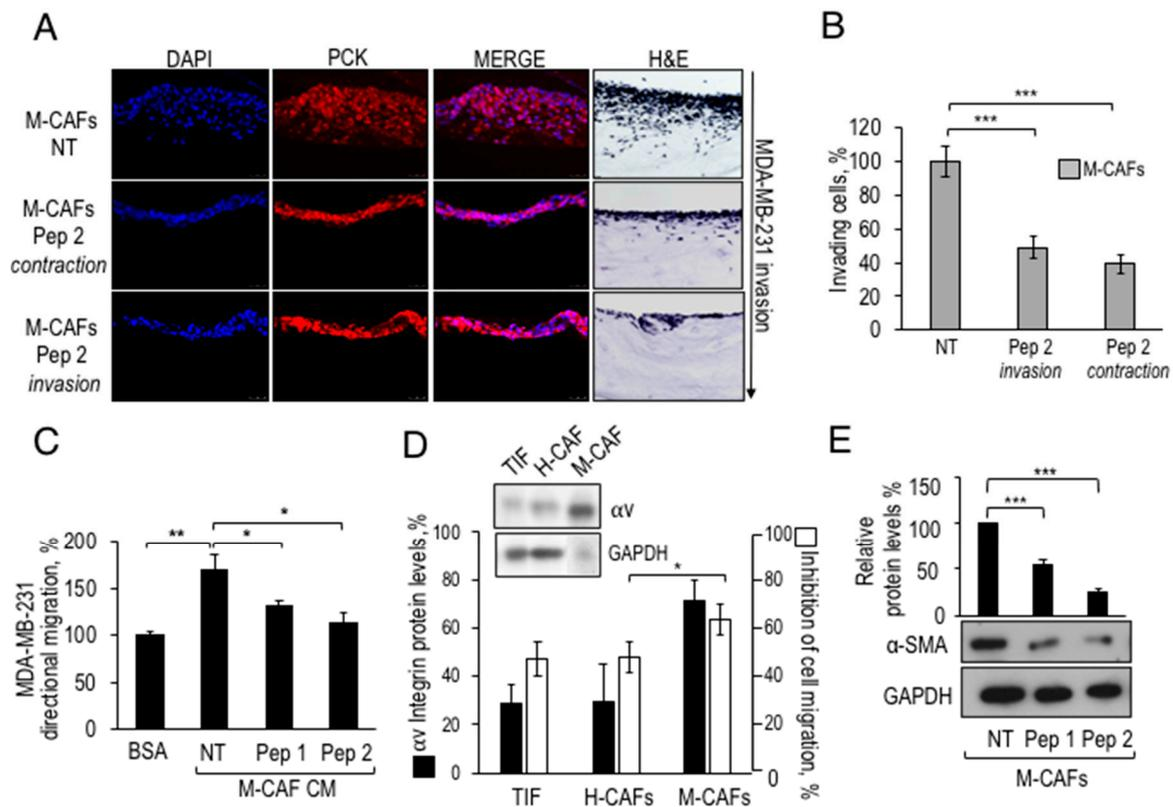 A
DAPI
PCK
MERGE
H&E
M-CAFs
NT
M-CAFs
Pep 2
contraction
M-CAFs
Pep 2
invasion
MDA-MB-231 invasion
B
***
***
Invading cells, %
120
100
80
60
40
20
0
M-CAFs
NT
Pep 2
invasion
Pep 2
contraction
C
MDA-MB-231
directional migration, %
200
150
100
50
0
**
*
*
BSA
NT
Pep 1
Pep 2
M-CAF CM
D
TIF
H-CAF
M-CAF
αv
GAPDH
αv Integrin protein levels, %
100
80
60
40
20
0
*
100
80
60
40
20
0
Inhibition of cell migration, %
TIF
H-CAFs
M-CAFs
E
Relative
protein levels %
150
100
50
0
***
***
α-SMA
GAPDH
NT Pep 1 Pep 2
M-CAFs